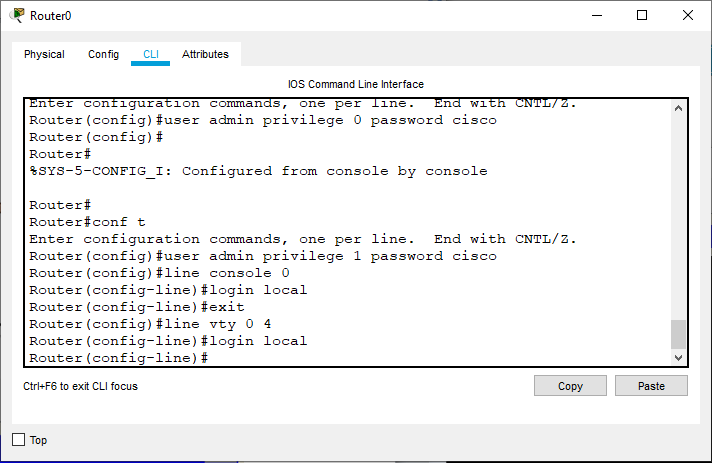 Router0
Physical Config CLI Attributes
IOS Command Line Interface
Enter configuration commands, one per line.  End with CNTL/Z.
Router(config)#user admin privilege 0 password cisco
Router(config)#
Router#
%SYS-5-CONFIG_I: Configured from console by console
Router#
Router#conf t
Enter configuration commands, one per line.  End with CNTL/Z.
Router(config)#user admin privilege 1 password cisco
Router(config)#line console 0
Router(config-line)#login local
Router(config-line)#exit
Router(config)#line vty 0 4
Router(config-line)#login local
Router(config-line)#
Ctrl+F6 to exit CLI focus
Copy Paste
Top